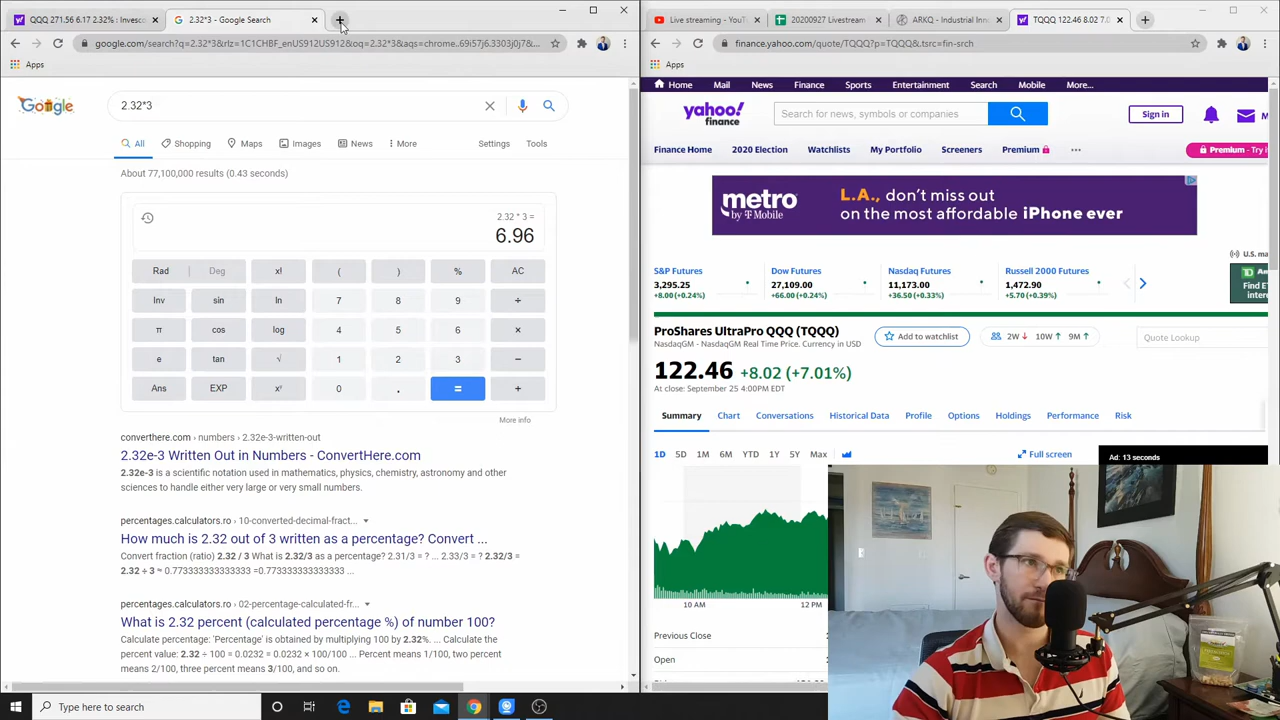 QQQ 271.56 6.17 2.32% : Invesco
2.32*3 - Google Search
Live streaming - YouT
20200927 Livestream
ARKQ - Industrial Inno
TQQQ 122.46 8.02 7.0
google.com/search?q=2.32*3&rlz=1C1CHBF_enUS912US912&oq=2.32*3&aqs=chrome..69i57j6.3303j0j7&...
finance.yahoo.com/quote/TQQQ?p=TQQQ&.tsrc=fin-srch
Apps
Apps
Google
2.32*3
All
Shopping
Maps
Images
News
More
Settings
Tools
About 77,100,000 results (0.43 seconds)
2.32 * 3 =
6.96
Rad Deg x! ( ) % AC
Inv sin ln 7 8 9 ÷
π cos log 4 5 6 ×
e tan √ 1 2 3 −
Ans EXP xʸ 0 . = +
More info
converthere.com › numbers › 2.32e-3-written-out
2.32e-3 Written Out in Numbers - ConvertHere.com
2.32e-3 is a scientific notation used in mathematics, physics, chemistry, astronomy and other
sciences to handle either very large or very small numbers.
percentages.calculators.ro › 10-converted-decimal-fract...
How much is 2.32 out of 3 written as a percentage? Convert ...
Convert fraction (ratio) 2.32 / 3 What is 2.32/3 as a percentage? 2.31/3 = ? ... 2.33/3 = ? 2.32/3 =
2.32 ÷ 3 ≈ 0.77333333333333 =0.77333333333333 ...
percentages.calculators.ro › 02-percentage-calculated-fr...
What is 2.32 percent (calculated percentage %) of number 100?
Calculate percentage: 'Percentage' is obtained by multiplying 100 by 2.32%. ... Calculate the
percent value: 2.32 ÷ 100 = 0.0232 × 100/100 ... Percent means 1/100, two percent
means 2/100, three percent means 3/100, and so on.
Home
Mail
News
Finance
Sports
Entertainment
Search
Mobile
More...
yahoo!
finance
Search for news, symbols or companies
Sign in
M
Finance Home
2020 Election
Watchlists
My Portfolio
Screeners
Premium
Premium - Try i
metro
by T Mobile
L.A., don't miss out
on the most affordable iPhone ever
U.S. ma
S&P Futures
3,295.25
+8.00 (+0.24%)
Dow Futures
27,109.00
+66.00 (+0.24%)
Nasdaq Futures
11,173.00
+36.50 (+0.33%)
Russell 2000 Futures
1,472.90
+5.70 (+0.39%)
TD
Find E
inter
ProShares UltraPro QQQ (TQQQ)
NasdaqGM - NasdaqGM Real Time Price. Currency in USD
Add to watchlist
2W ↓ 10W ↑ 9M ↑
Quote Lookup
122.46 +8.02 (+7.01%)
At close: September 25 4:00PM EDT
Summary
Chart
Conversations
Historical Data
Profile
Options
Holdings
Performance
Risk
1D 5D 1M 6M YTD 1Y 5Y Max
Full screen
Ad: 13 seconds
10 AM
12 PM
Previous Close
Open
Type here to search